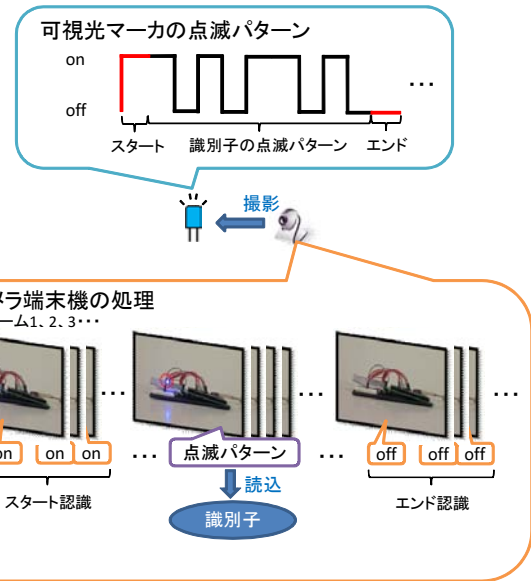 可視光マーカの点滅パターン
on
off
...
スタート 識別子の点滅パターン エンド
撮影
ラ端末機の処理
ーム1、2、3・・・
... ... ...
on on on ... 点滅パターン ... off off off
スタート認識 読込 エンド認識
識別子